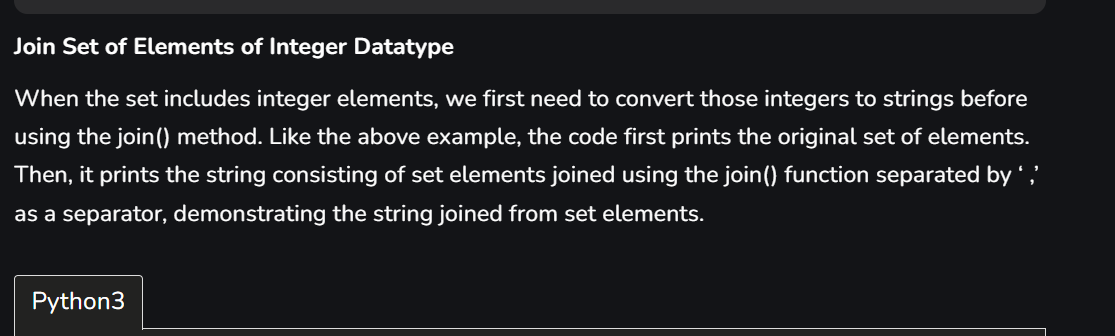 Join Set of Elements of Integer Datatype
When the set includes integer elements, we first need to convert those integers to strings before
using the join() method. Like the above example, the code first prints the original set of elements.
Then, it prints the string consisting of set elements joined using the join() function separated by ‘ ,’
as a separator, demonstrating the string joined from set elements.
Python3